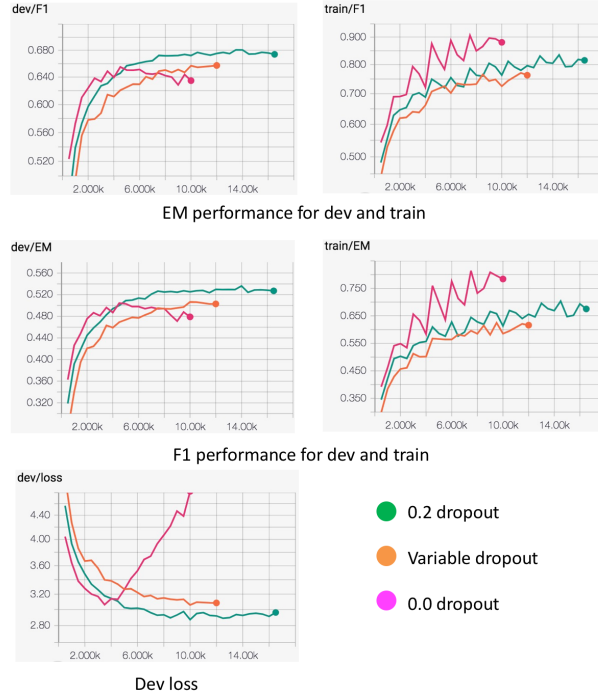 dev/F1
train/F1
0.680
0.640
0.600
0.560
0.520
2.000k 6.000k 10.00k 14.00k
0.900
0.800
0.700
0.600
0.500
2.000k 6.000k 10.00k 14.00k
EM performance for dev and train
dev/EM
train/EM
0.560
0.520
0.480
0.400
0.360
0.320
2.000k 6.000k 10.00k 14.00k
0.750
0.650
0.550
0.450
0.350
2.000k 6.000k 10.00k 14.00k
F1 performance for dev and train
dev/loss
4.40
4.00
3.60
3.20
2.80
2.000k 6.000k 10.00k 14.00k
0.2 dropout
Variable dropout
0.0 dropout
Dev loss